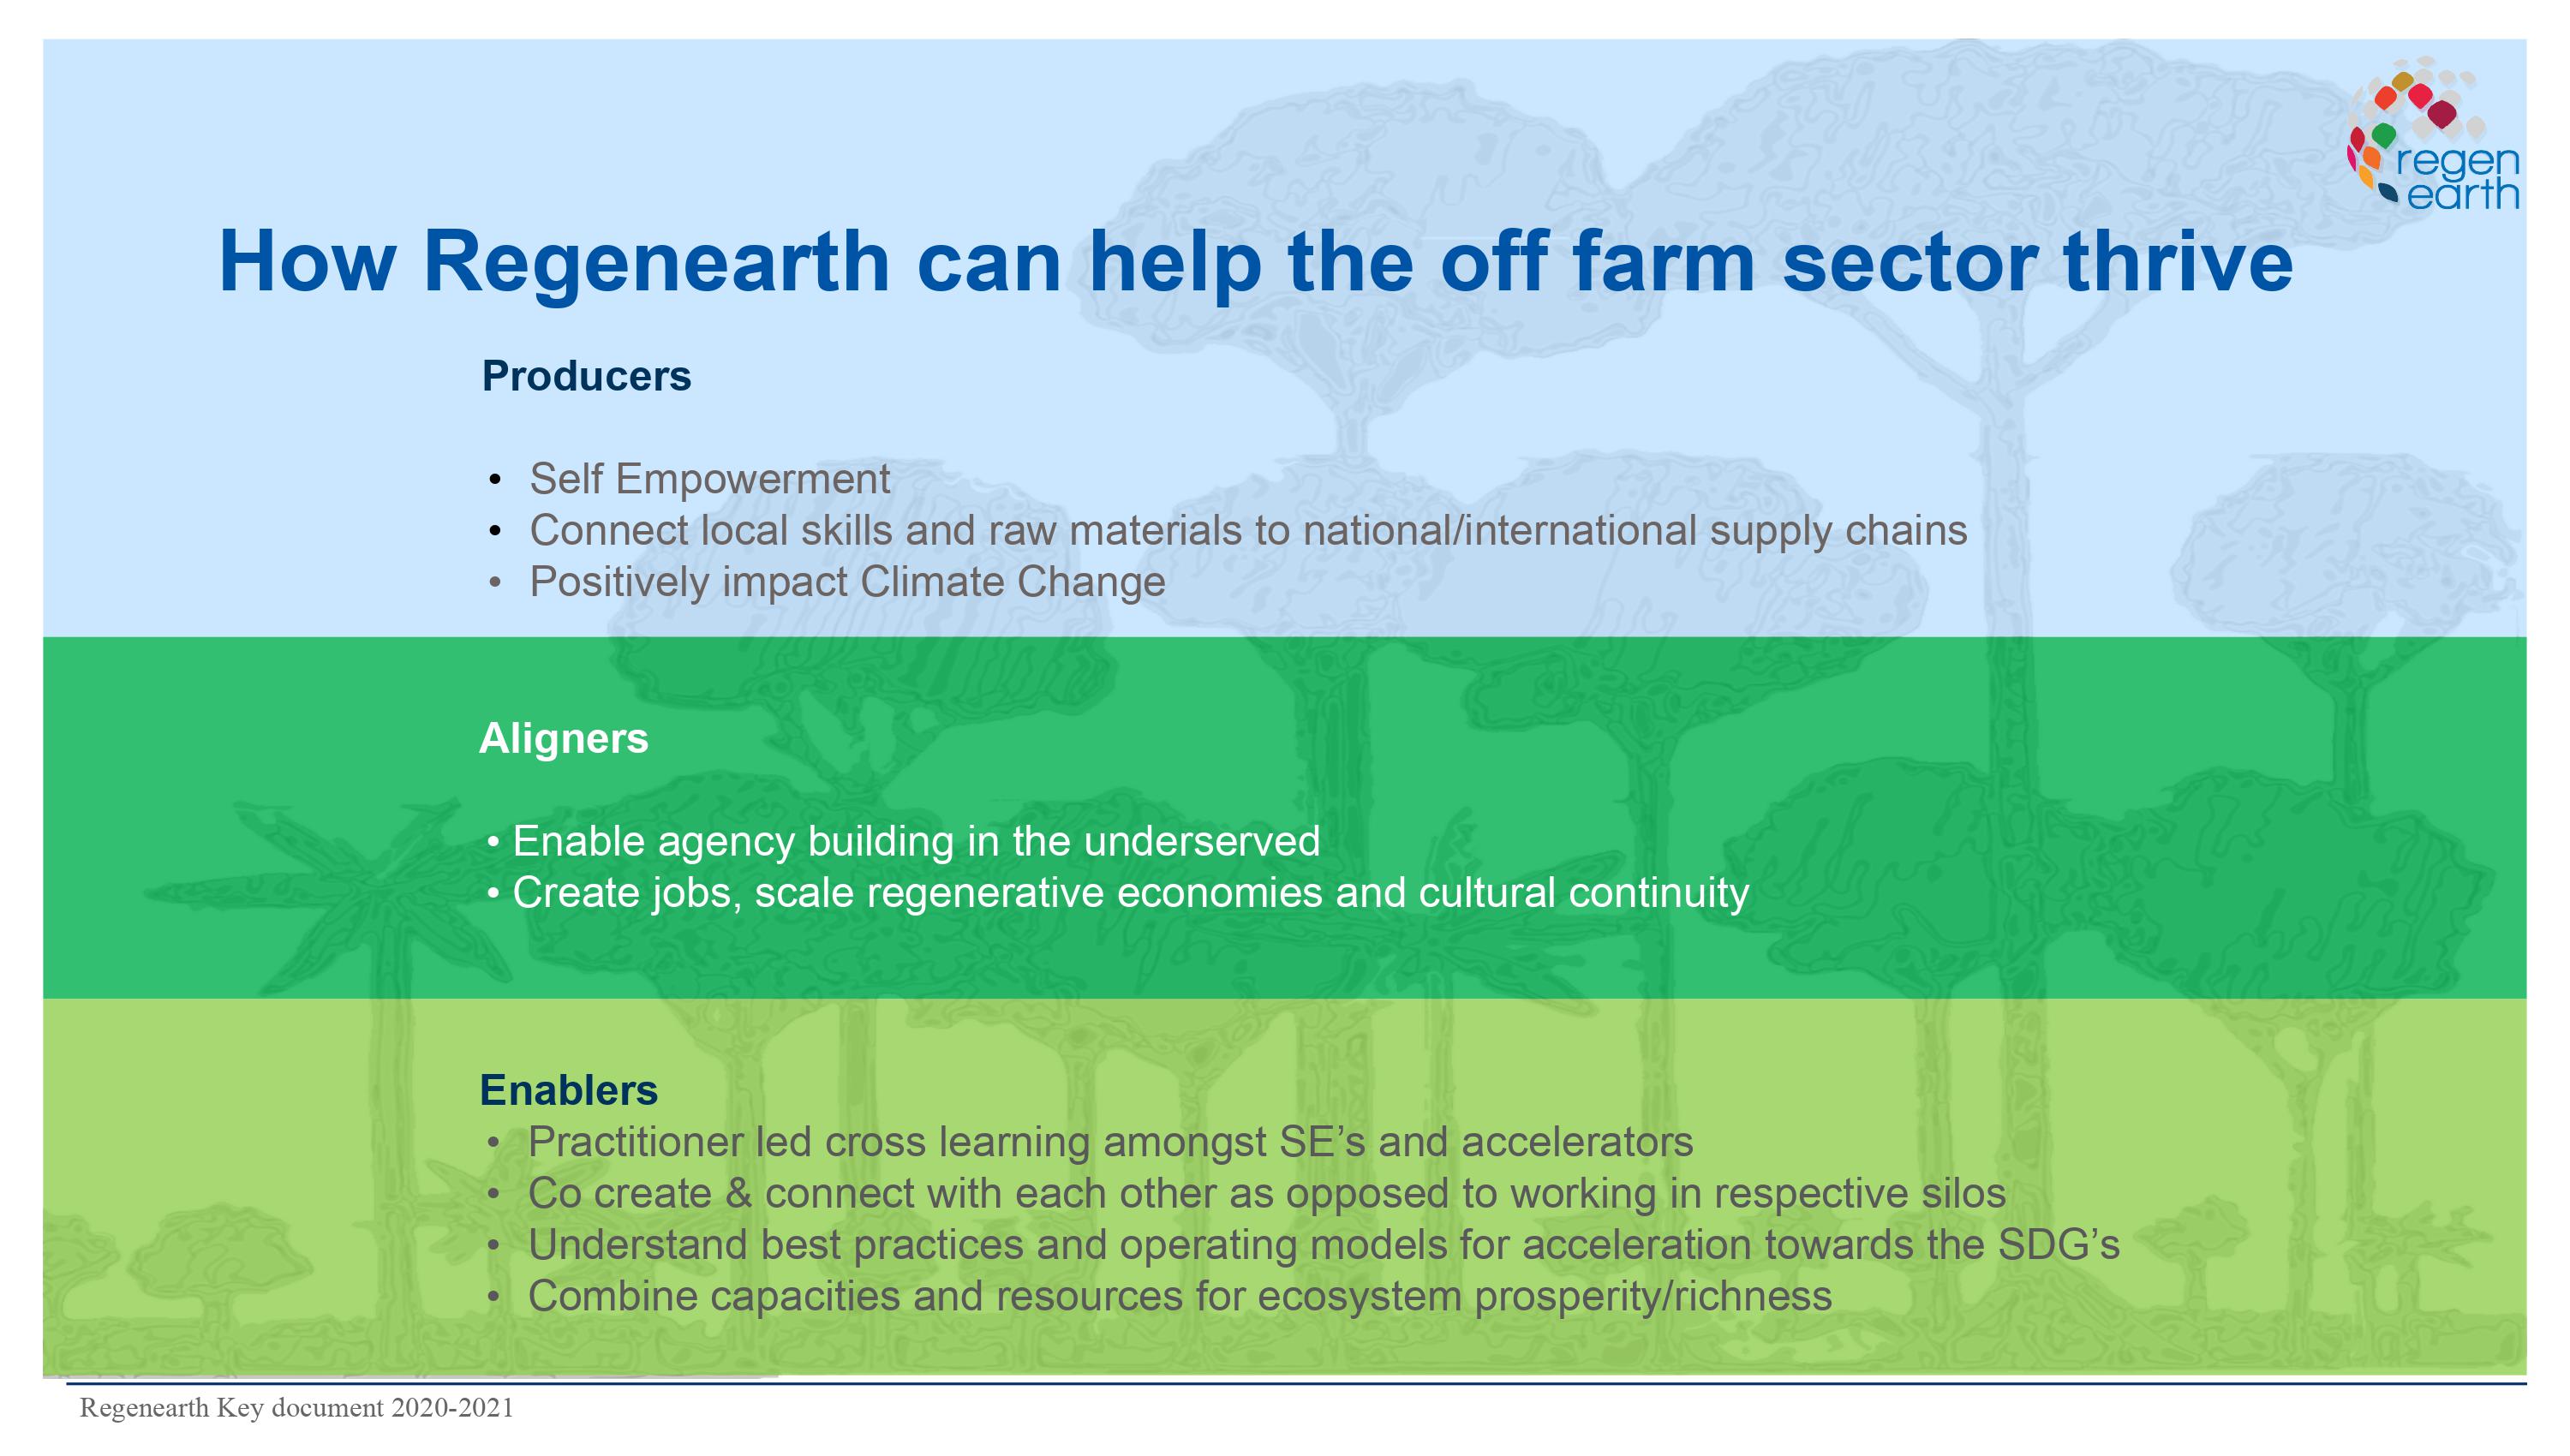 regen
earth
How Regenearth can help the off farm sector thrive
Producers
• Self Empowerment
• Connect local skills and raw materials to national/international supply chains
• Positively impact Climate Change
Aligners
• Enable agency building in the underserved
• Create jobs, scale regenerative economies and cultural continuity
Enablers
• Practitioner led cross learning amongst SE’s and accelerators
• Co create & connect with each other as opposed to working in respective silos
• Understand best practices and operating models for acceleration towards the SDG’s
• Combine capacities and resources for ecosystem prosperity/richness
Regenearth Key document 2020-2021